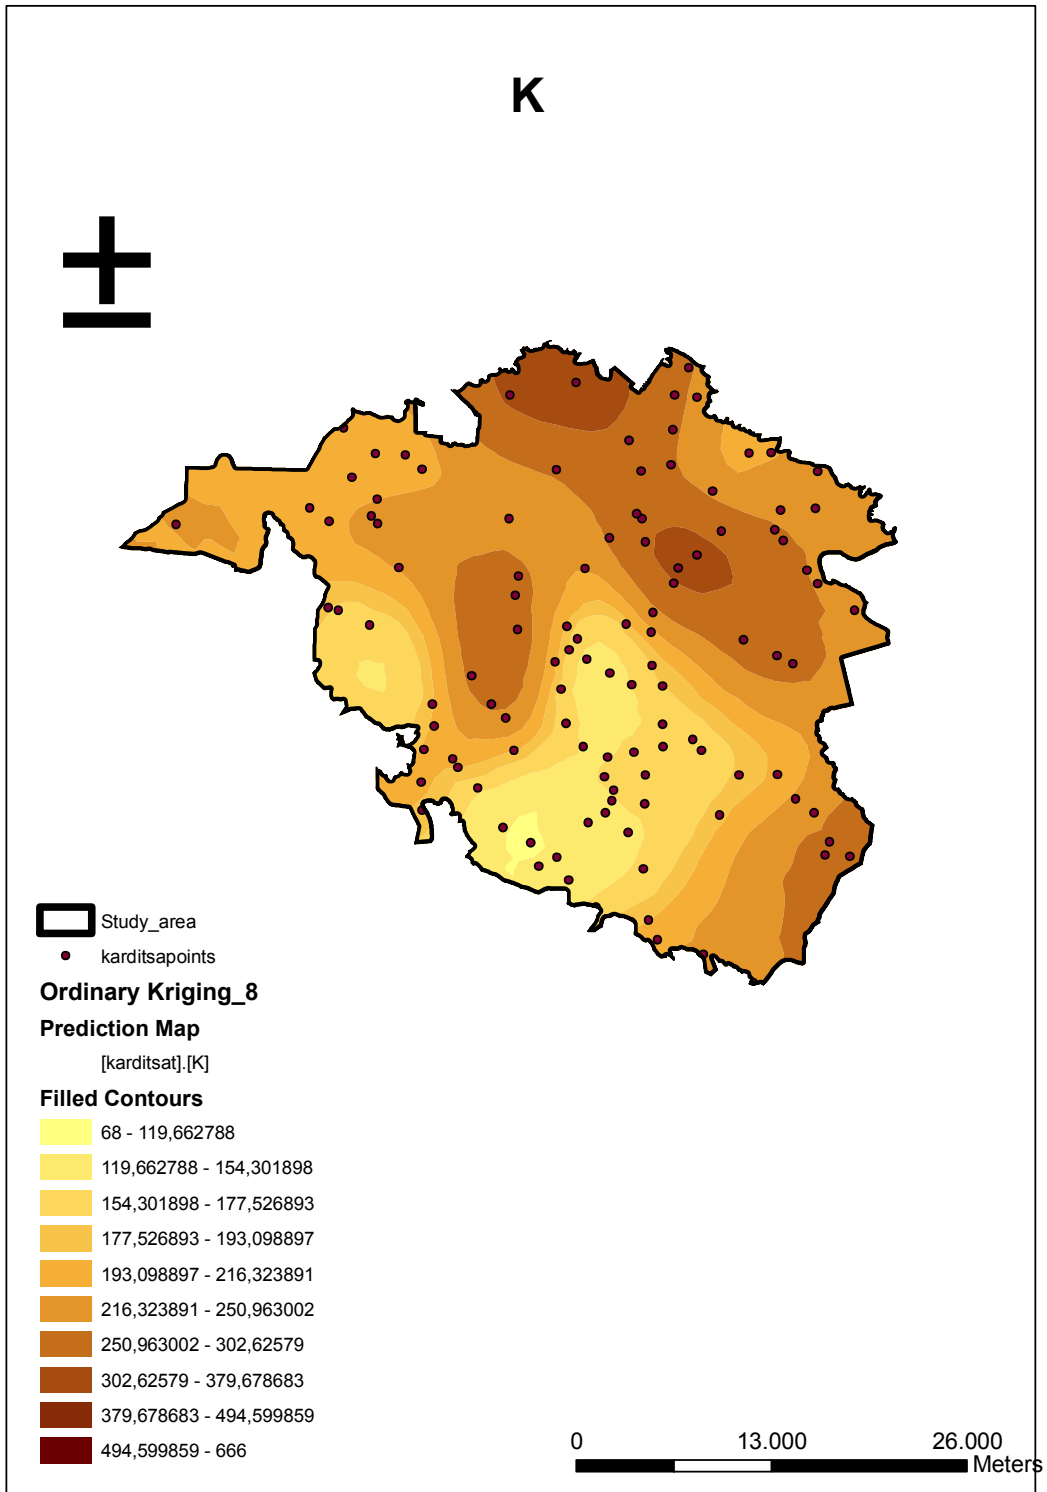 K
Study_area
karditsapoints
Ordinary Kriging_8
Prediction Map
[karditsat].[K]
Filled Contours
68 - 119,662788
119,662788 - 154,301898
154,301898 - 177,526893
177,526893 - 193,098897
193,098897 - 216,323891
216,323891 - 250,963002
250,963002 - 302,62579
302,62579 - 379,678683
379,678683 - 494,599859
494,599859 - 666
0 13.000 26.000
Meters